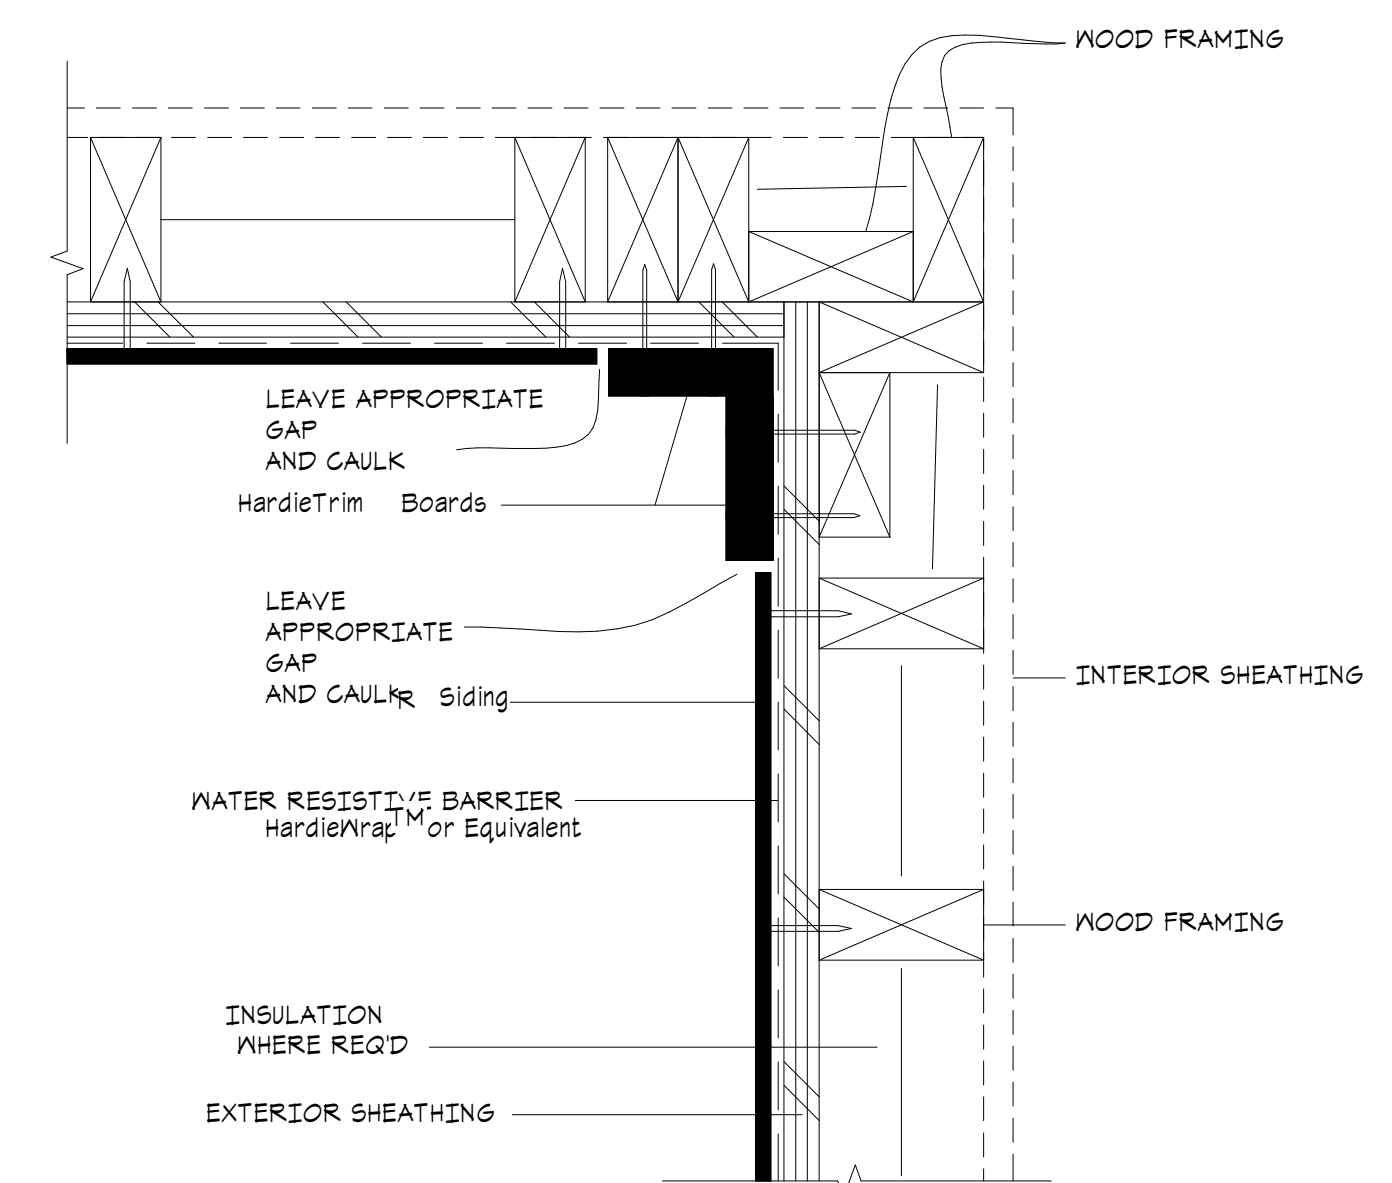 WOOD FRAMING
LEAVE APPROPRIATE
GAP
AND CAULK
HardieTrim Boards
LEAVE
APPROPRIATE
GAP
AND CAULK
R Siding
INTERIOR SHEATHING
WATER RESISTIVE BARRIER
HardieWrap™ or Equivalent
WOOD FRAMING
INSULATION
WHERE REQ'D
EXTERIOR SHEATHING